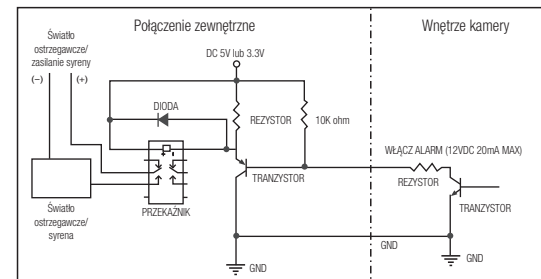 Połączenie zewnętrzne
Wnętrze kamery
Światło
ostrzegawcze/
zasilanie syreny
(−)
(+)
DC 5V lub 3.3V
DIODA
REZYSTOR
10K ohm
WŁĄCZ ALARM (12VDC 20mA MAX)
REZYSTOR
TRANZYSTOR
TRANZYSTOR
PRZEKAŹNIK
Światło
ostrzegawcze/
syrena
GND
GND
GND